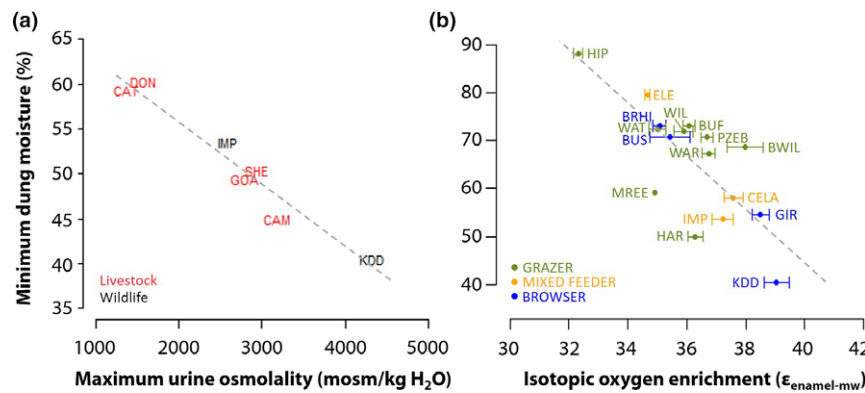 (a)
Minimum dung moisture (%)
65
60
55
50
45
40
35
DON
CAT
IMP
SHE
GOA
CAM
KDD
Livestock
Wildlife
1000 2000 3000 4000 5000
Maximum urine osmolality (mosm/kg H₂O)
(b)
90
80
70
60
50
40
HIP
ELE
BRHI WIL BUF
WAT PZEB
BUS WAR BWIL
MREE CELA
IMP GIR
HAR
KDD
GRAZER
MIXED FEEDER
BROWSER
30 32 34 36 38 40 42
Isotopic oxygen enrichment (ε enamel-mw)